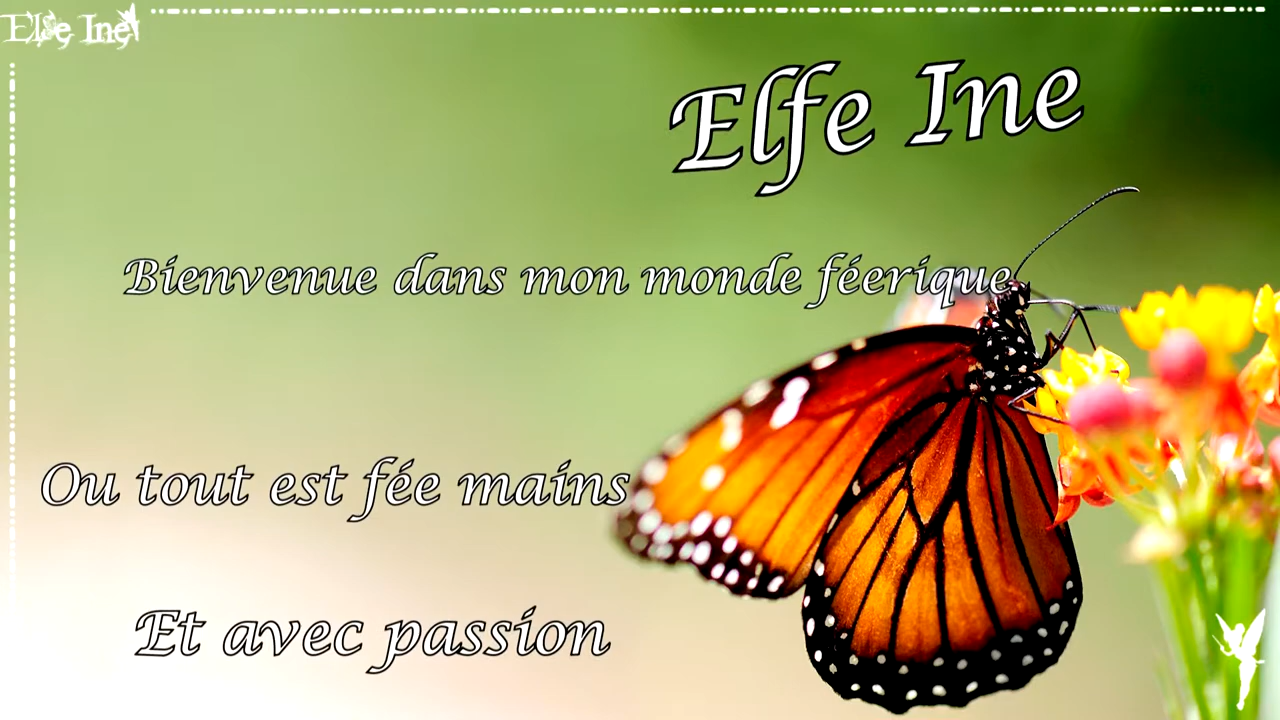 Elfe Ine
Elfe Ine
Bienvenue dans mon monde féerique
Ou tout est fée mains
Et avec passion